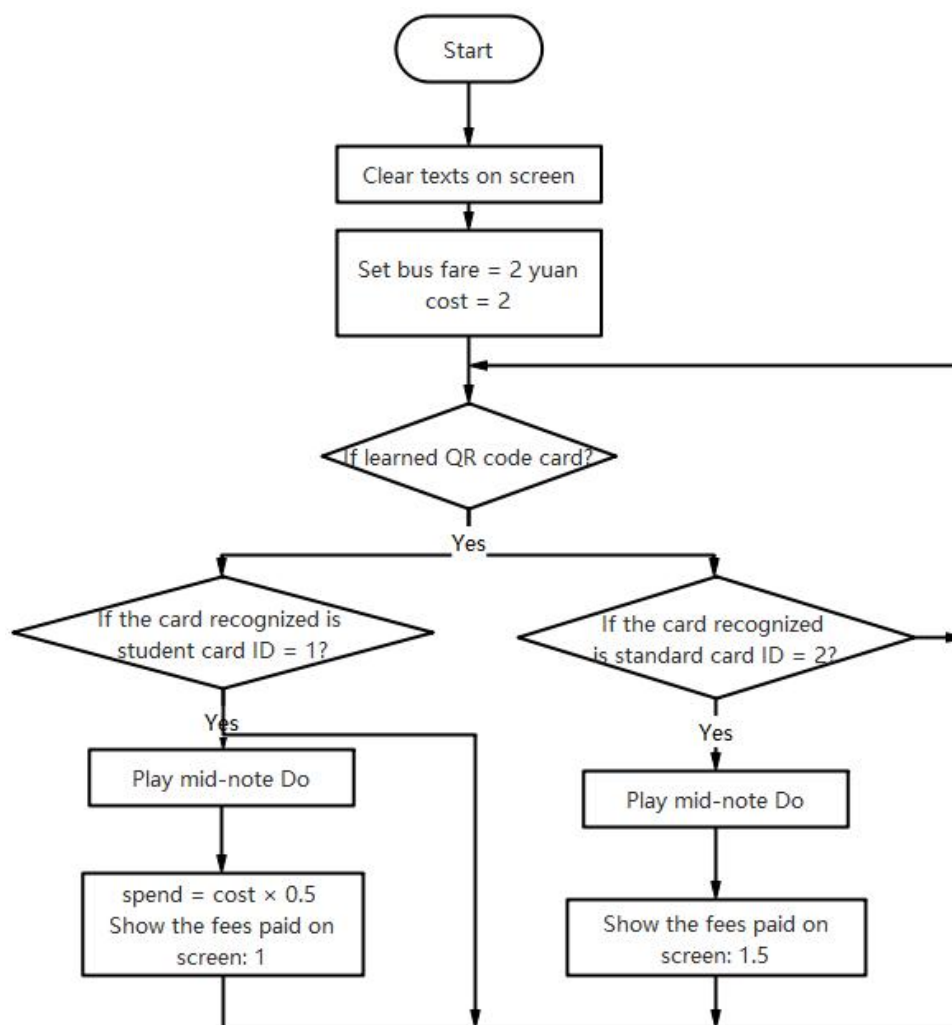 Start
Clear texts on screen
Set bus fare = 2 yuan
cost = 2
If learned QR code card?
Yes
If the card recognized is
student card ID = 1?
If the card recognized
is standard card ID = 2?
Yes
Yes
Play mid-note Do
Play mid-note Do
spend = cost × 0.5
Show the fees paid on
screen: 1
Show the fees paid on
screen: 1.5